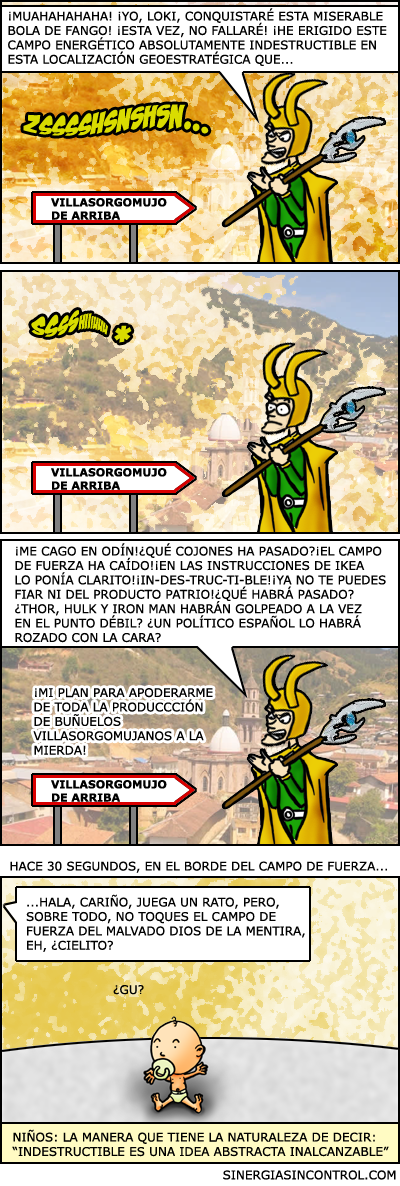 ¡MUAHAHAHAHA! ¡YO, LOKI, CONQUISTARÉ ESTA MISERABLE
BOLA DE FANGO! ¡ESTA VEZ, NO FALLARÉ! ¡HE ERIGIDO ESTE
CAMPO ENERGÉTICO ABSOLUTAMENTE INDESTRUCTIBLE EN
ESTA LOCALIZACIÓN GEOESTRATÉGICA QUE...
ZSSSSHSNSHSN...
VILLASORGOMUJO
DE ARRIBA
SSSSHIIUUU *
VILLASORGOMUJO
DE ARRIBA
¡ME CAGO EN ODÍN!¿QUÉ COJONES HA PASADO?¡EL CAMPO
DE FUERZA HA CAÍDO!¡EN LAS INSTRUCCIONES DE IKEA
LO PONÍA CLARITO!¡IN-DES-TRUC-TI-BLE!¡YA NO TE PUEDES
FIAR NI DEL PRODUCTO PATRIO!¿QUÉ HABRÁ PASADO?
¿THOR, HULK Y IRON MAN HABRÁN GOLPEADO A LA VEZ
EN EL PUNTO DÉBIL? ¿UN POLÍTICO ESPAÑOL LO HABRÁ
ROZADO CON LA CARA?
¡MI PLAN PARA APODERARME
DE TODA LA PRODUCCCIÓN
DE BUÑUELOS
VILLASORGOMUJANOS A LA
MIERDA!
VILLASORGOMUJO
DE ARRIBA
HACE 30 SEGUNDOS, EN EL BORDE DEL CAMPO DE FUERZA...
...HALA, CARIÑO, JUEGA UN RATO, PERO,
SOBRE TODO, NO TOQUES EL CAMPO DE
FUERZA DEL MALVADO DIOS DE LA MENTIRA,
EH, ¿CIELITO?
¿GU?
NIÑOS: LA MANERA QUE TIENE LA NATURALEZA DE DECIR:
“INDESTRUCTIBLE ES UNA IDEA ABSTRACTA INALCANZABLE”
SINERGIASINCONTROL.COM